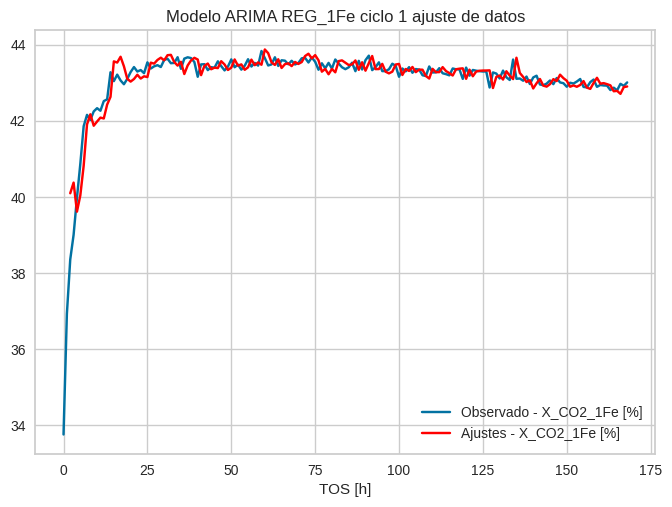 Modelo ARIMA REG_1Fe ciclo 1 ajuste de datos
44
42
40
38
36
34
Observado - X_CO2_1Fe [%]
Ajustes - X_CO2_1Fe [%]
0 25 50 75 100 125 150 175
TOS [h]